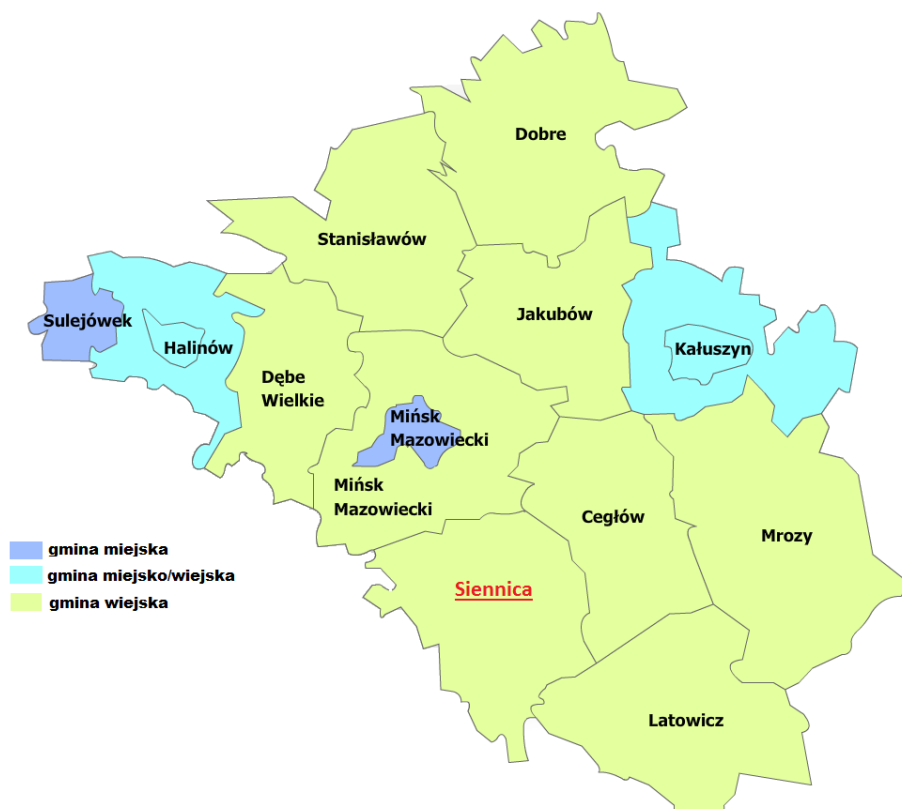 Dobre
Stanisławów
Sulejówek
Halinów
Jakubów
Kałuszyn
Dębe
Wielkie
Mińsk
Mazowiecki
Mińsk
Mazowiecki
Cegłów
Mrozy
gmina miejska
gmina miejsko/wiejska
gmina wiejska
Siennica
Latowicz